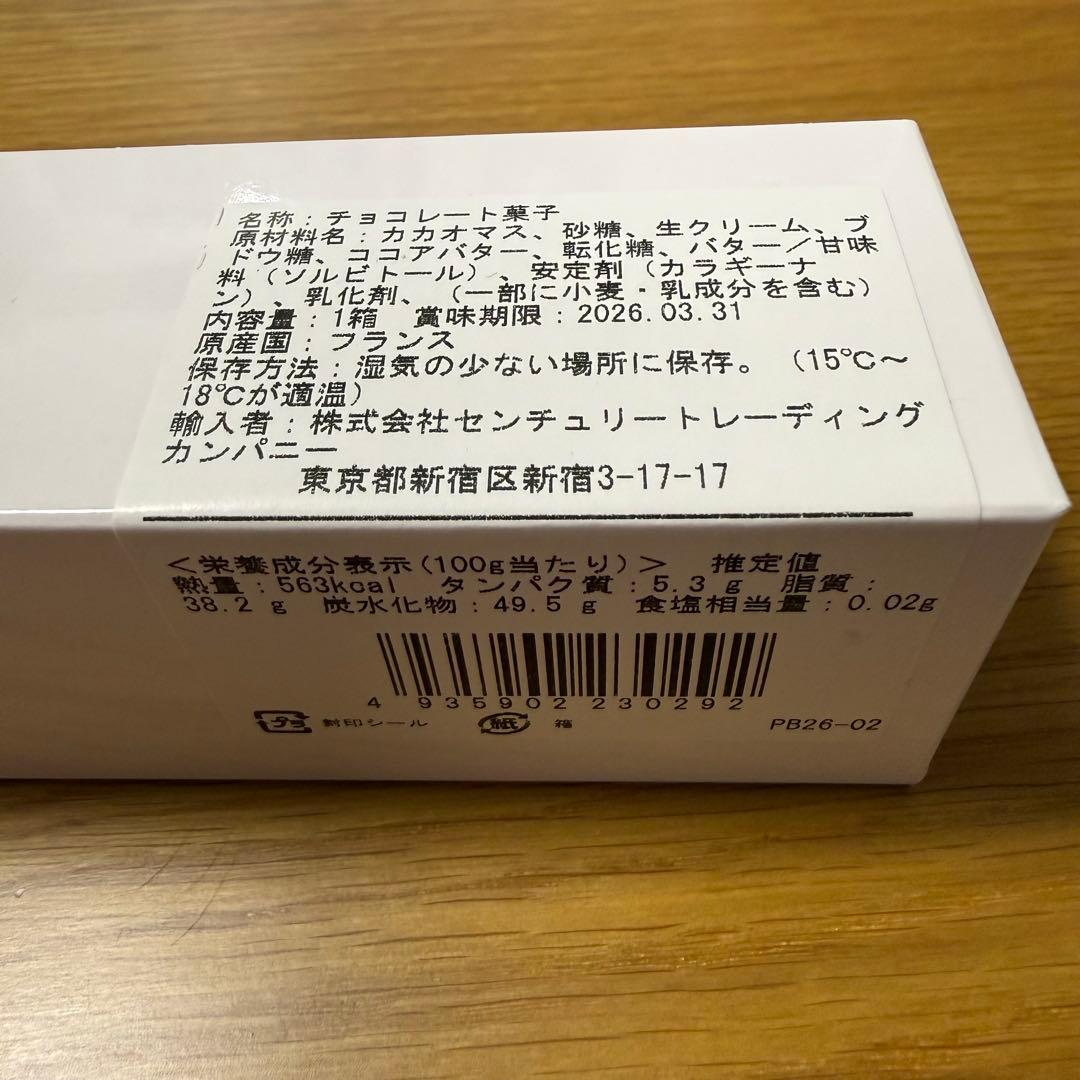 名称：チョコレート菓子
原材料名：カカオマス、砂糖、生クリーム、ブ
ドウ糖、ココアバター、転化糖、バター／甘味
料（ソルビトール）、安定剤（カラギーナ
ン）、乳化剤、（一部に小麦・乳成分を含む）
内容量：1箱　賞味期限：2026.03.31
原産国：フランス
保存方法：湿気の少ない場所に保存。（15℃～
18℃が適温）
輸入者：株式会社センチュリートレーディング
カンパニー
東京都新宿区新宿3-17-17
＜栄養成分表示(100g当たり)＞　推定値
熱量：563kcal　タンパク質：5.3g　脂質：
38.2g　炭水化物：49.5g　食塩相当量：0.02g
4 935902 230292
プラ 封印シール 紙 箱 PB26-02